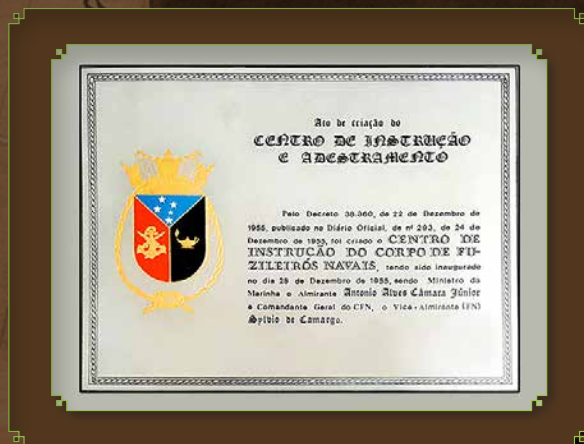 Ato de criação do
CENTRO DE INSTRUÇÃO
E ADESTRAMENTO
Pelo Decreto 38.360, de 22 de Dezembro de
1955, publicado no Diário Oficial, de nº 293, de 24 de
Dezembro de 1955, foi criado o CENTRO DE
INSTRUCÃO DO CORPO DE FU-
ZILEIRÓS NAVAIS, tendo sido inaugurado
no dia 28 de Dezembro de 1955, sendo Ministro da
Marinha o Almirante Antonio Alves Câmara Júnior
e Comandante Geral do CFN, o Vice-Almirante (FN)
Sylvio de Camargo.